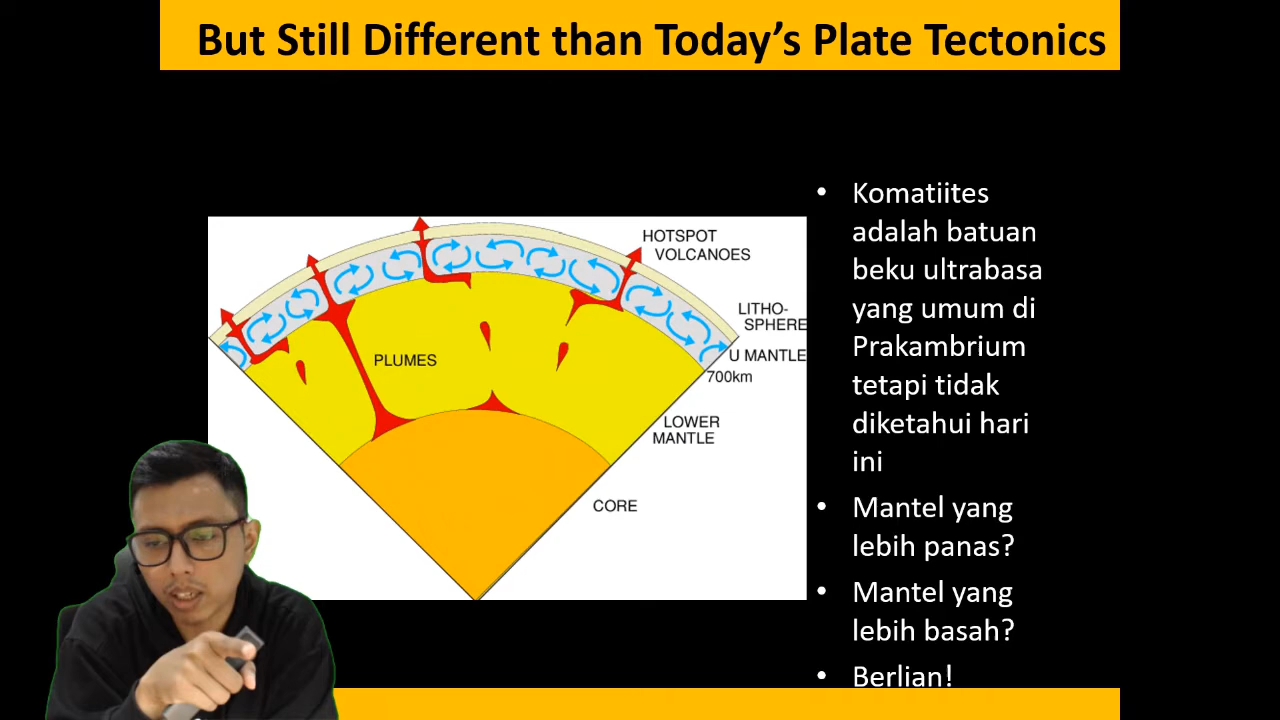 But Still Different than Today's Plate Tectonics
HOTSPOT
VOLCANOES
LITHO-
SPHERE
U MANTLE
700km
PLUMES
LOWER
MANTLE
CORE
• Komatiites
adalah batuan
beku ultrabasa
yang umum di
Prakambrium
tetapi tidak
diketahui hari
ini
• Mantel yang
lebih panas?
• Mantel yang
lebih basah?
• Berlian!